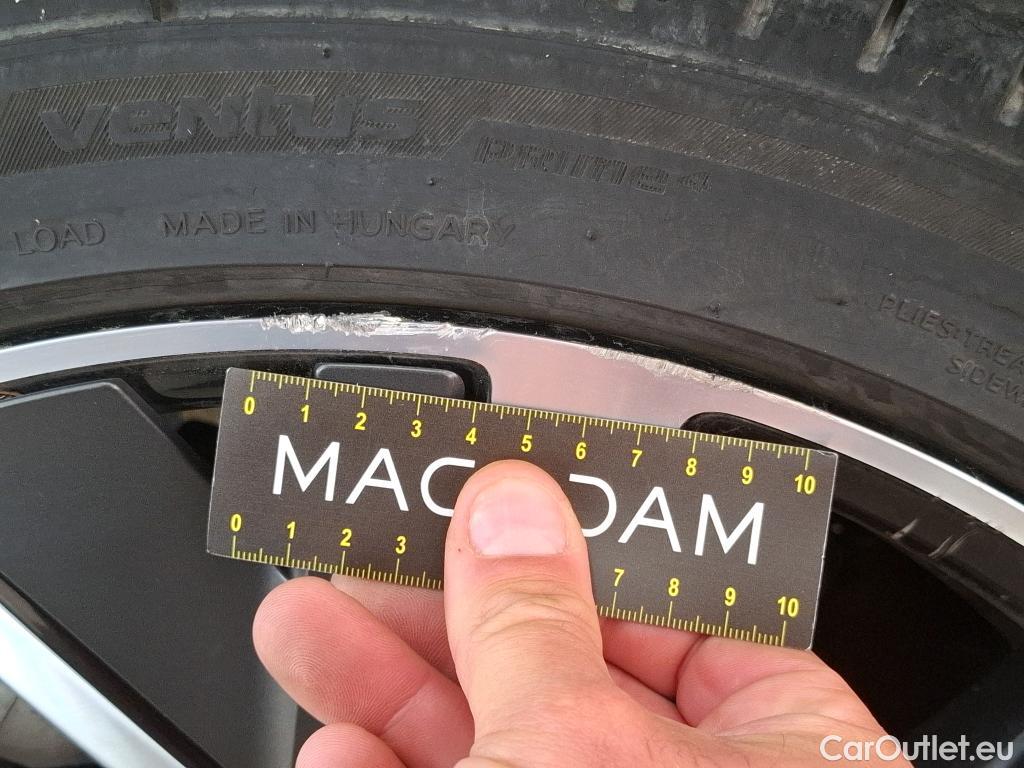 ventus
PRIME4
LOAD MADE IN HUNGARY
PLIES:TREA
SIDEW
0 1 2 3 4 5 6 7 8 9 10
MAC DAM
0 1 2 3 7 8 9 10
CarOutlet.eu